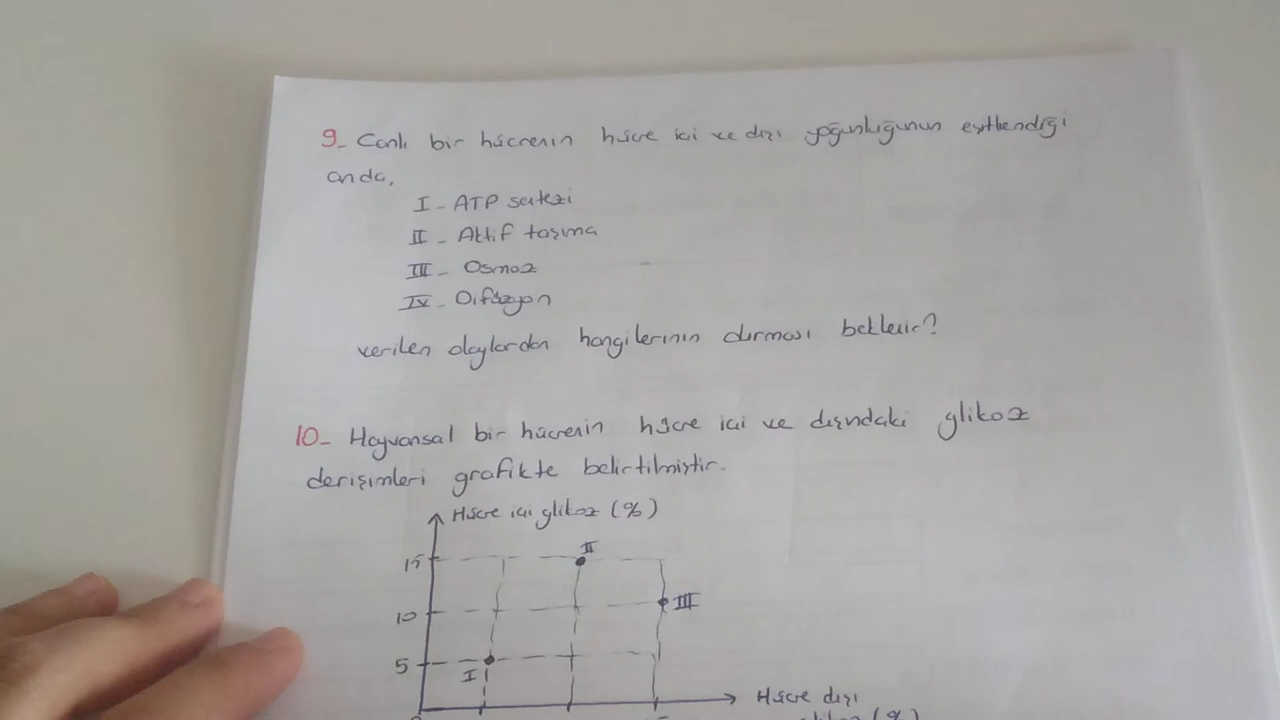 9- Canlı bir hücrenin hücre içi ve dışı yoğunluğunun eşitlendiği
anda,
I - ATP sentezi
II - Aktif taşıma
III - Osmoz
IV - Difüzyon
verilen olaylardan hangilerinin durması beklenir?
10- Hayvansal bir hücrenin hücre içi ve dışındaki glikoz
derişimleri grafikte belirtilmiştir.
Hücre içi glikoz (%)
15
II
10
III
5
I
Hücre dışı
(%)